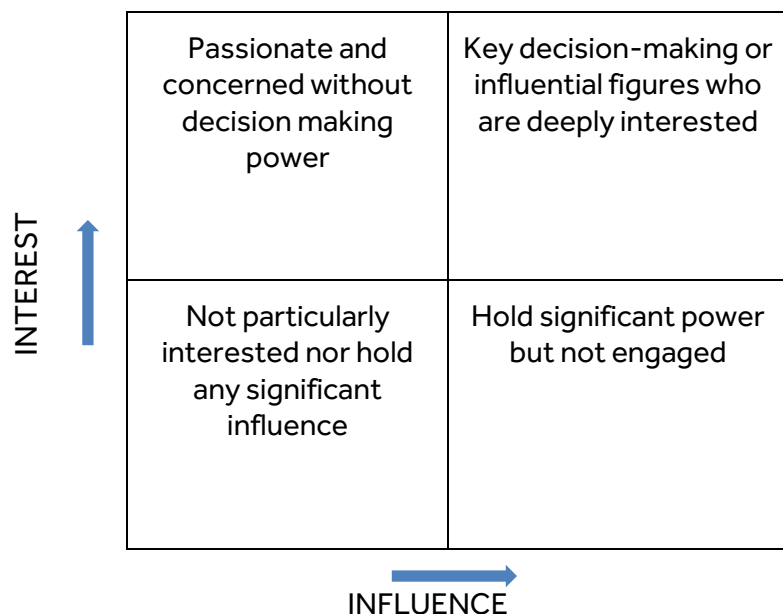 Passionate and
concerned without
decision making
power
Key decision-making or
influential figures who
are deeply interested
INTEREST
Not particularly
interested nor hold
any significant
influence
Hold significant power
but not engaged
INFLUENCE